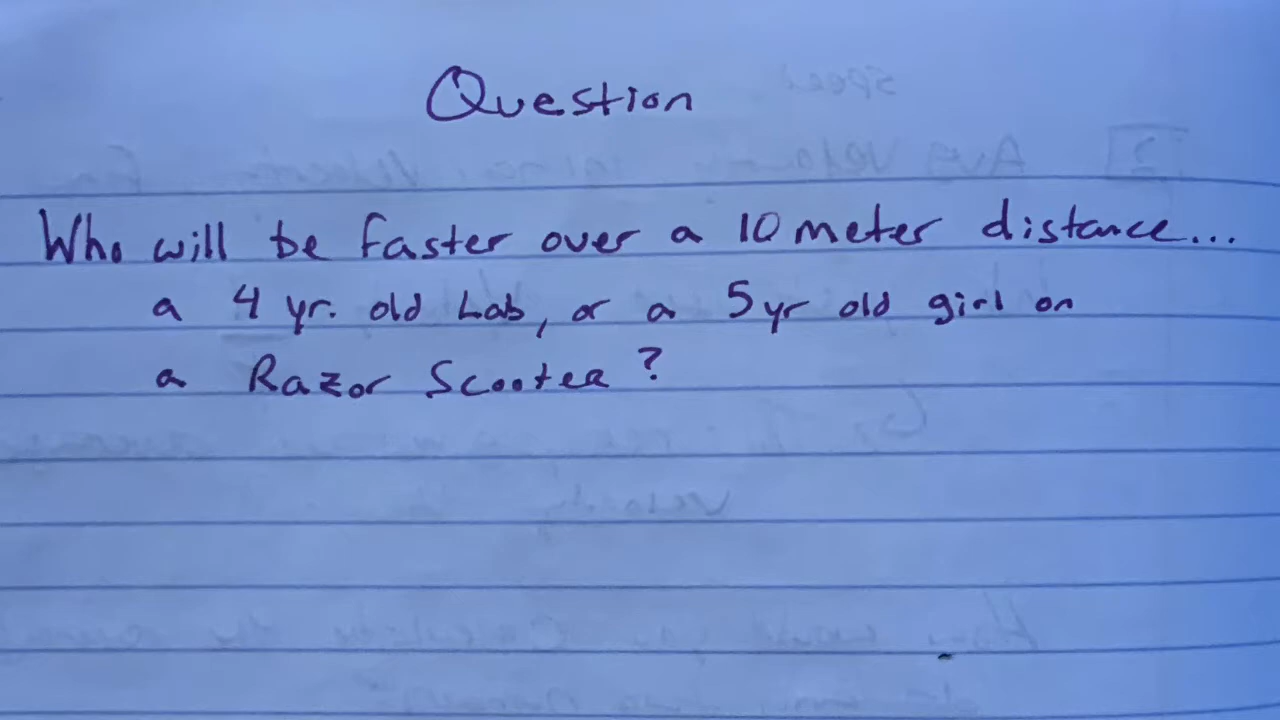 Question
Who will be faster over a 10 meter distance...
a 4 yr. old Lab, or a 5 yr old girl on
a Razor Scooter?